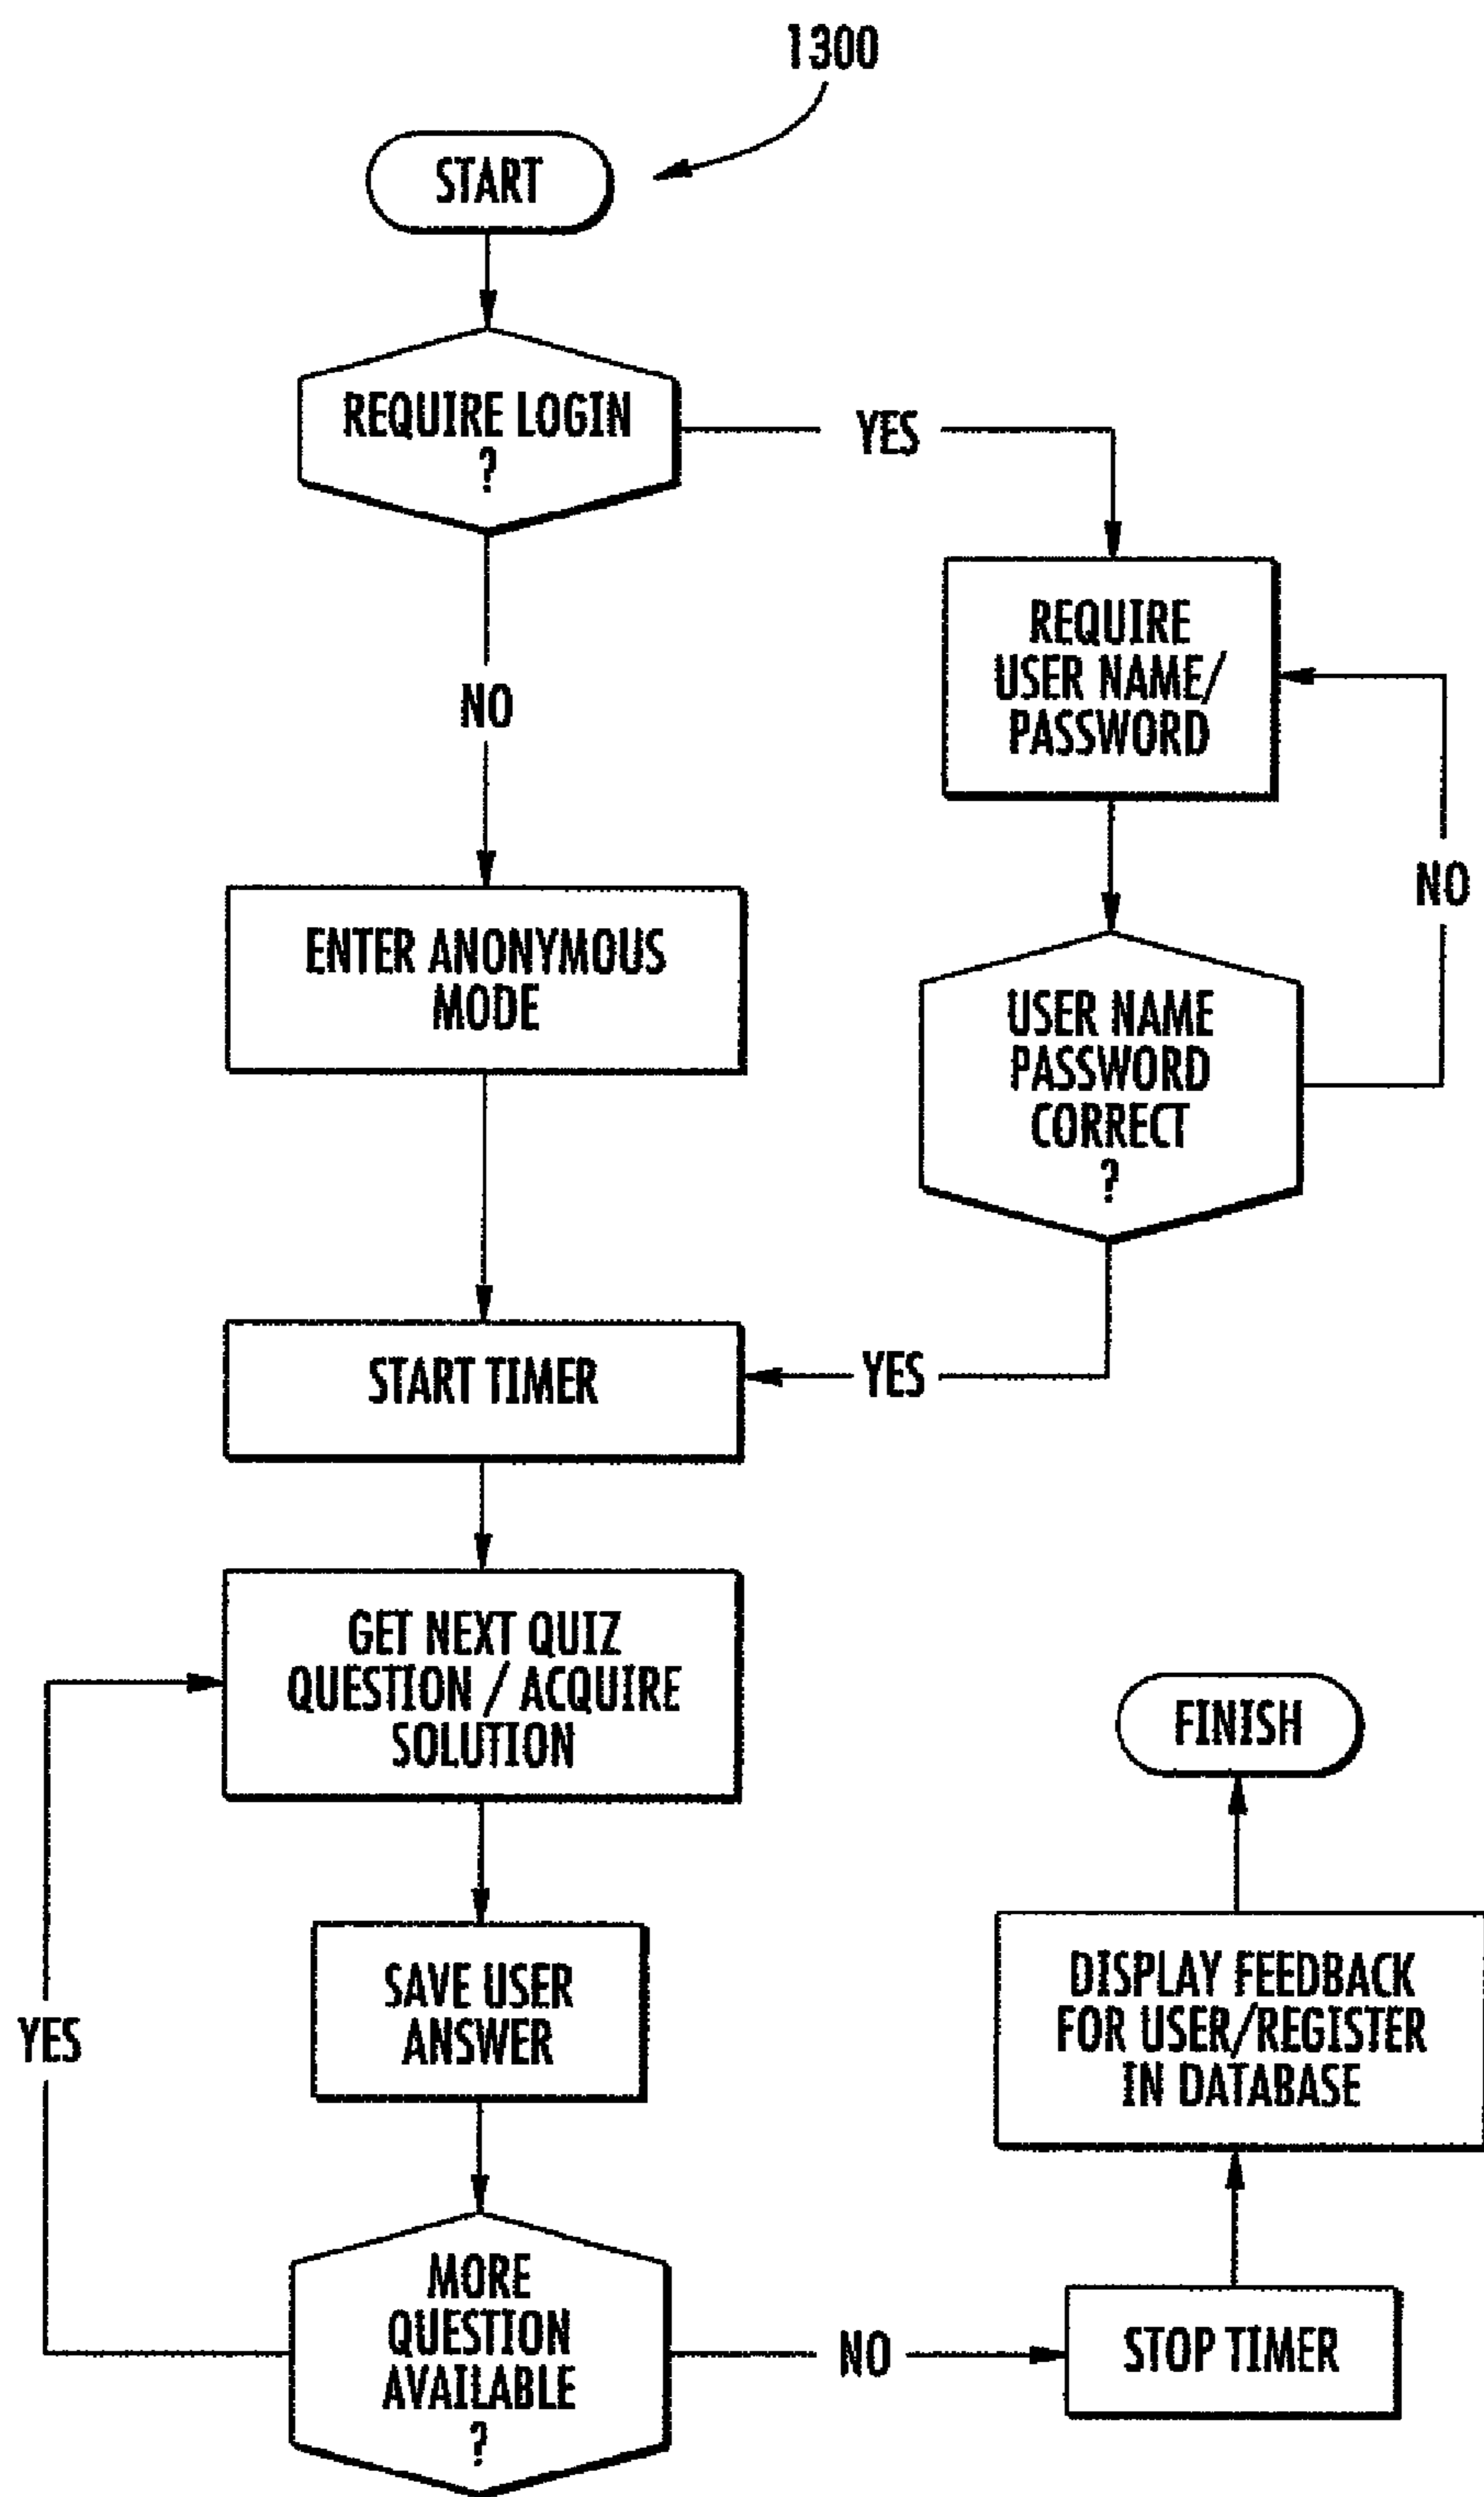 1300
START
REQUIRE LOGIN
?
YES
REQUIRE
USER NAME/
PASSWORD
NO
NO
ENTER ANONYMOUS
MODE
USER NAME
PASSWORD
CORRECT
?
START TIMER
YES
GET NEXT QUIZ
QUESTION/ACQUIRE
SOLUTION
FINISH
SAVE USER
ANSWER
DISPLAY FEEDBACK
FOR USER/REGISTER
IN DATABASE
YES
MORE
QUESTION
AVAILABLE
?
NO
STOP TIMER